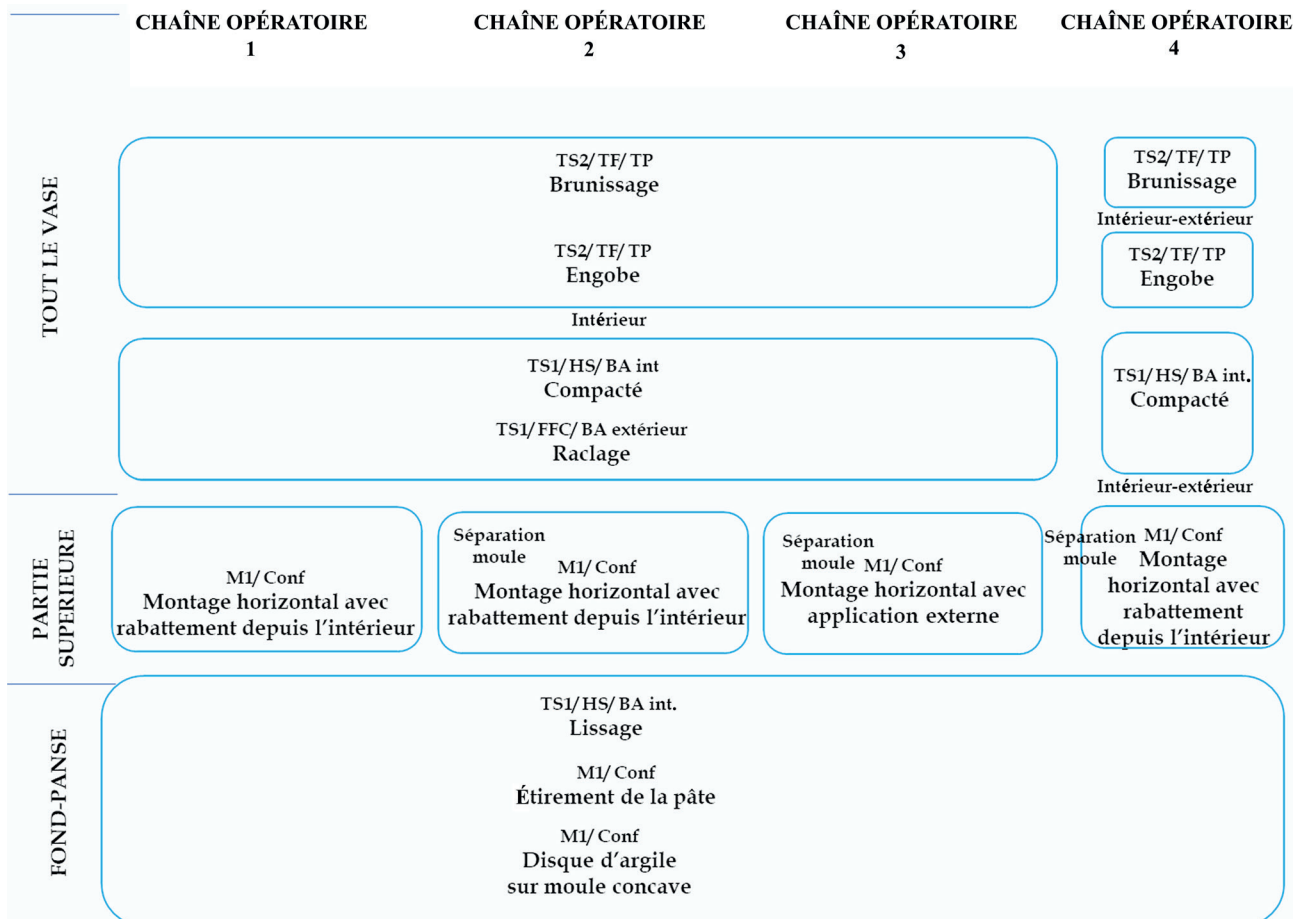 CHAÎNE OPÉRATOIRE
1
CHAÎNE OPÉRATOIRE
2
CHAÎNE OPÉRATOIRE
3
CHAÎNE OPÉRATOIRE
4
TOUT LE VASE
TS2/TF/TP
Brunissage
TS2/TF/TP
Engobe
Intérieur
TS1/HS/BA int
Compacté
TS1/FFC/BA extérieur
Raclage
TS2/TF/TP
Brunissage
Intérieur-extérieur
TS2/TF/TP
Engobe
TS1/HS/BA int.
Compacté
Intérieur-extérieur
PARTIE
SUPERIEURE
M1/Conf
Montage horizontal avec
rabattement depuis l’intérieur
Séparation
moule
M1/Conf
Montage horizontal avec
rabattement depuis l’intérieur
Séparation
moule M1/Conf
Montage horizontal avec
application externe
Séparation M1/Conf
moule Montage
horizontal avec
rabattement
depuis l’intérieur
FOND-PANSE
TS1/HS/BA int.
Lissage
M1/Conf
Étirement de la pâte
M1/Conf
Disque d’argile
sur moule concave